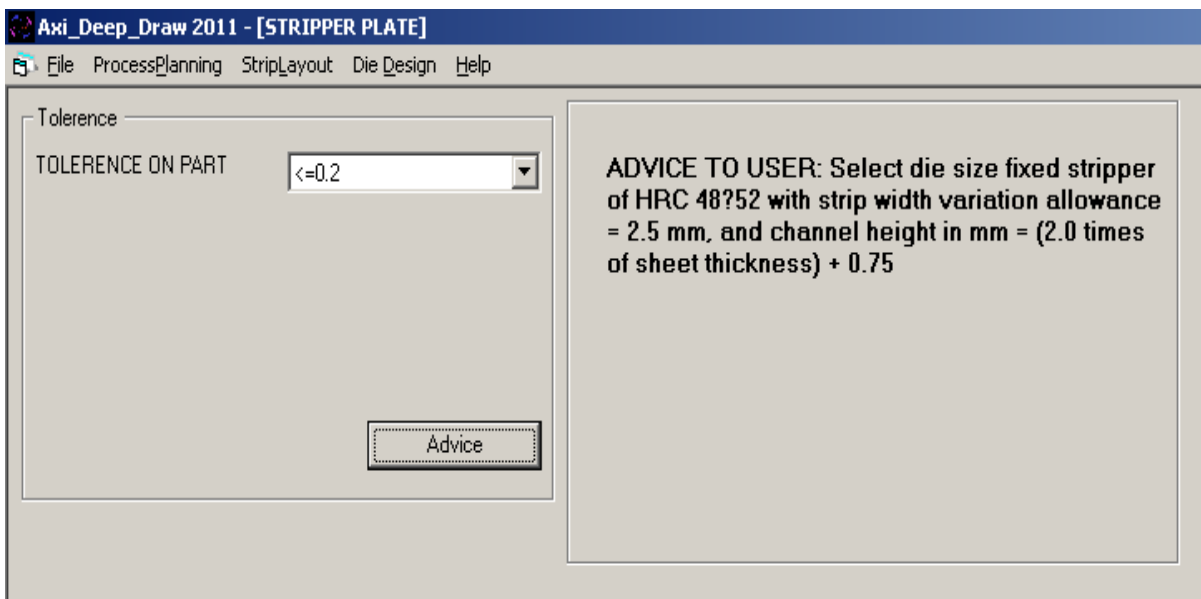 Axi_Deep_Draw 2011 - [STRIPPER PLATE]
File ProcessPlanning StripLayout Die Design Help
Tolerence
TOLERENCE ON PART
<=0.2
Advice
ADVICE TO USER: Select die size fixed stripper
of HRC 48?52 with strip width variation allowance
= 2.5 mm, and channel height in mm = (2.0 times
of sheet thickness) + 0.75